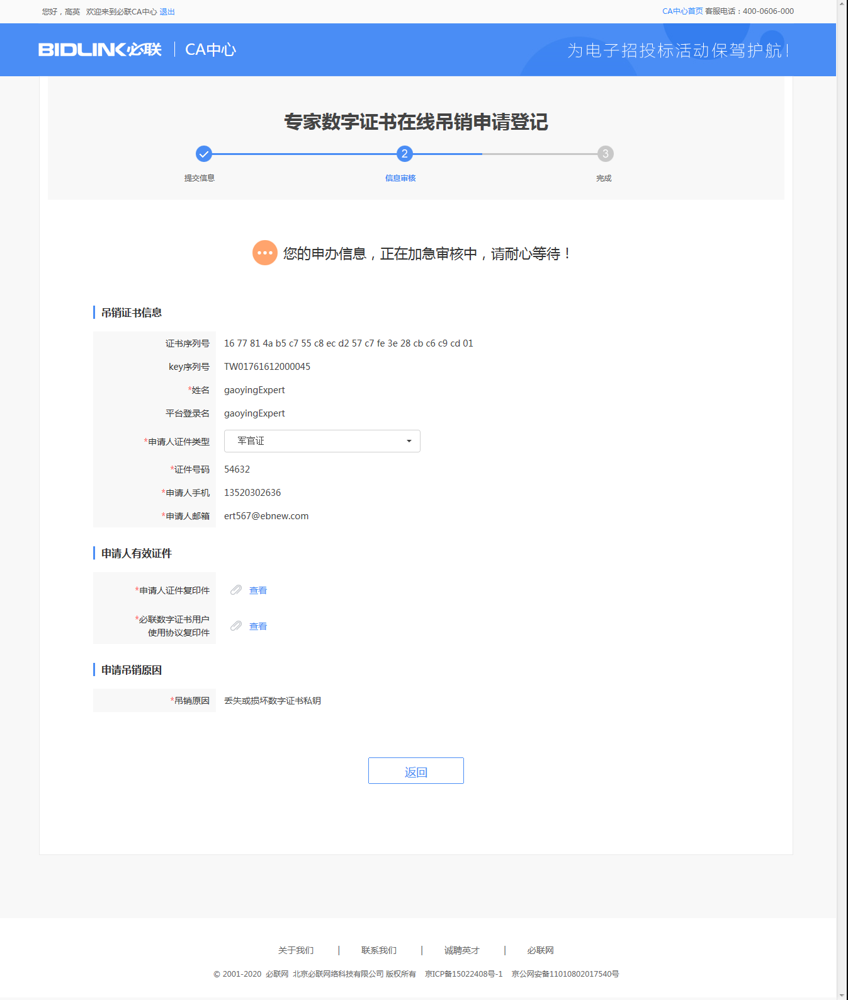 您好，高英 欢迎来到必联CA中心 退出
CA中心首页 客服电话：400-0606-000
BIDLINK必联 CA中心
为电子招投标活动保驾护航！
专家数字证书在线吊销申请登记
2 3
提交信息 信息审核 完成
您的申办信息，正在加急审核中，请耐心等待！
吊销证书信息
证书序列号 16 77 81 4a b5 c7 55 c8 ec d2 57 c7 fe 3e 28 cb c6 c9 cd 01
key序列号 TW01761612000045
*姓名 gaoyingExpert
平台登录名 gaoyingExpert
*申请人证件类型 军官证
*证件号码 54632
*申请人手机 13520302636
*申请人邮箱 ert567@ebnew.com
申请人有效证件
*申请人证件复印件 查看
*必联数字证书用户
使用协议复印件 查看
申请吊销原因
*吊销原因 丢失或损坏数字证书私钥
返回
关于我们 | 联系我们 | 诚聘英才 | 必联网
© 2001-2020 必联网 北京必联网络科技有限公司 版权所有 京ICP备15022408号-1 京公网安备11010802017540号